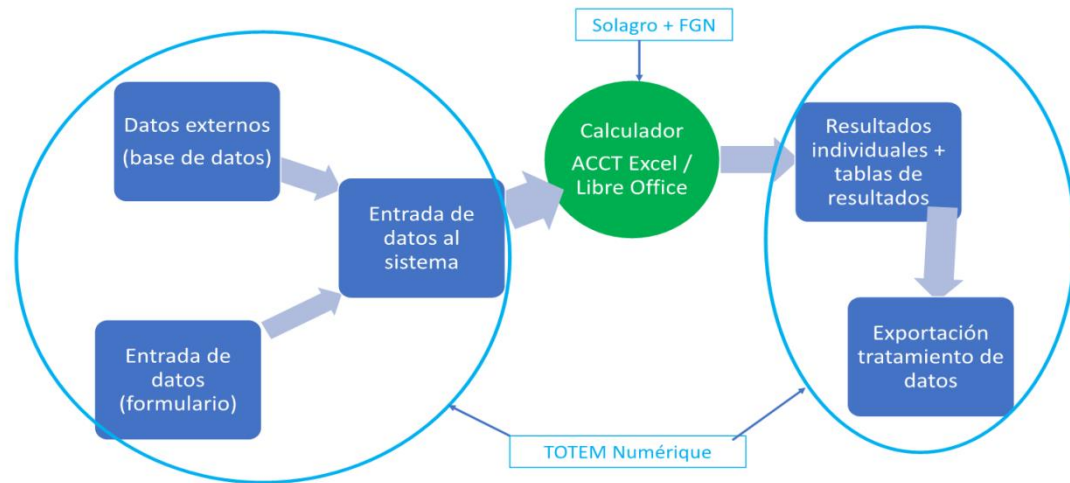 Solagro + FGN
Datos externos
(base de datos)
Calculador
ACCT Excel /
Libre Office
Resultados
individuales +
tablas de
resultados
Entrada de
datos al
sistema
Entrada de
datos
(formulario)
Exportación
tratamiento de
datos
TOTEM Numérique